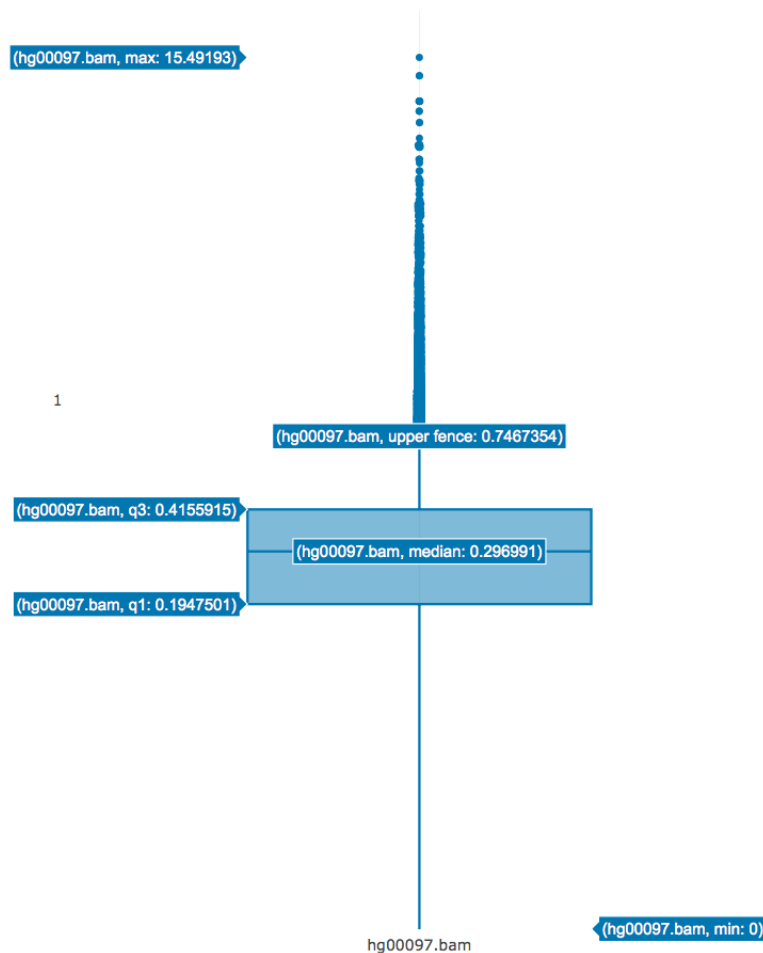 (hg00097.bam, max: 15.49193)
1
(hg00097.bam, upper fence: 0.7467354)
(hg00097.bam, q3: 0.4155915)
(hg00097.bam, median: 0.296991)
(hg00097.bam, q1: 0.1947501)
(hg00097.bam, min: 0)
hg00097.bam